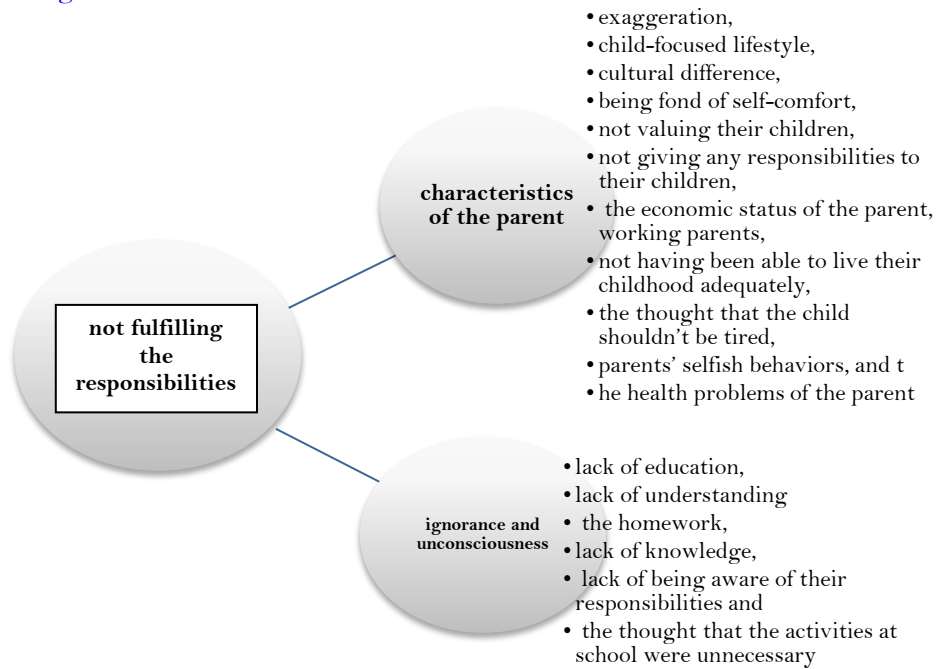 not fulfilling
the
responsibilities
characteristics
of the parent
• exaggeration,
• child-focused lifestyle,
• cultural difference,
• being fond of self-comfort,
• not valuing their children,
• not giving any responsibilities to
their children,
• the economic status of the parent,
working parents,
• not having been able to live their
childhood adequately,
• the thought that the child
shouldn't be tired,
• parents' selfish behaviors, and t
• he health problems of the parent
ignorance and
unconsciousness
• lack of education,
• lack of understanding
• the homework,
• lack of knowledge,
• lack of being aware of their
responsibilities and
• the thought that the activities at
school were unnecessary